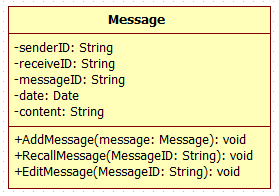 Message
-senderID: String
-receiveID: String
-messageID: String
-date: Date
-content: String
+AddMessage(message: Message): void
+RecallMessage(MessageID: String): void
+EditMessage(MessageID: String): void